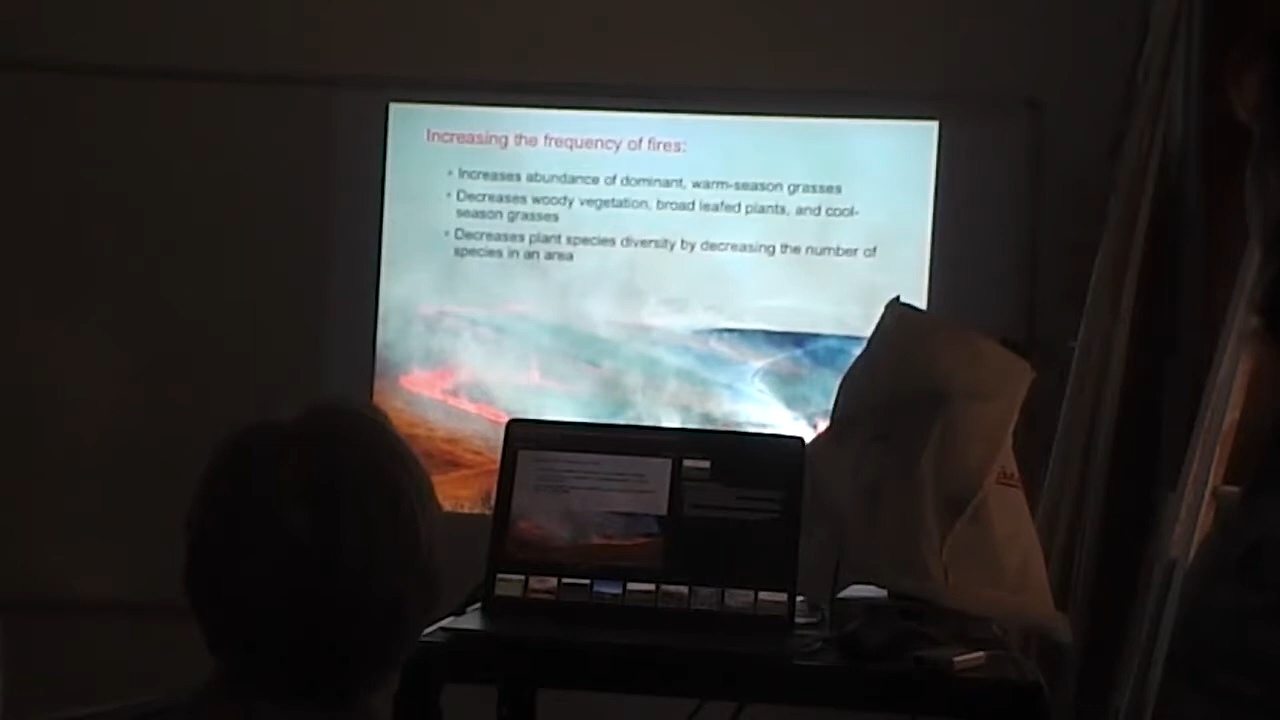 Increasing the frequency of fires:
• Increases abundance of dominant, warm-season grasses
• Decreases woody vegetation, broad leafed plants, and cool-
season grasses
• Decreases plant species diversity by decreasing the number of
species in an area